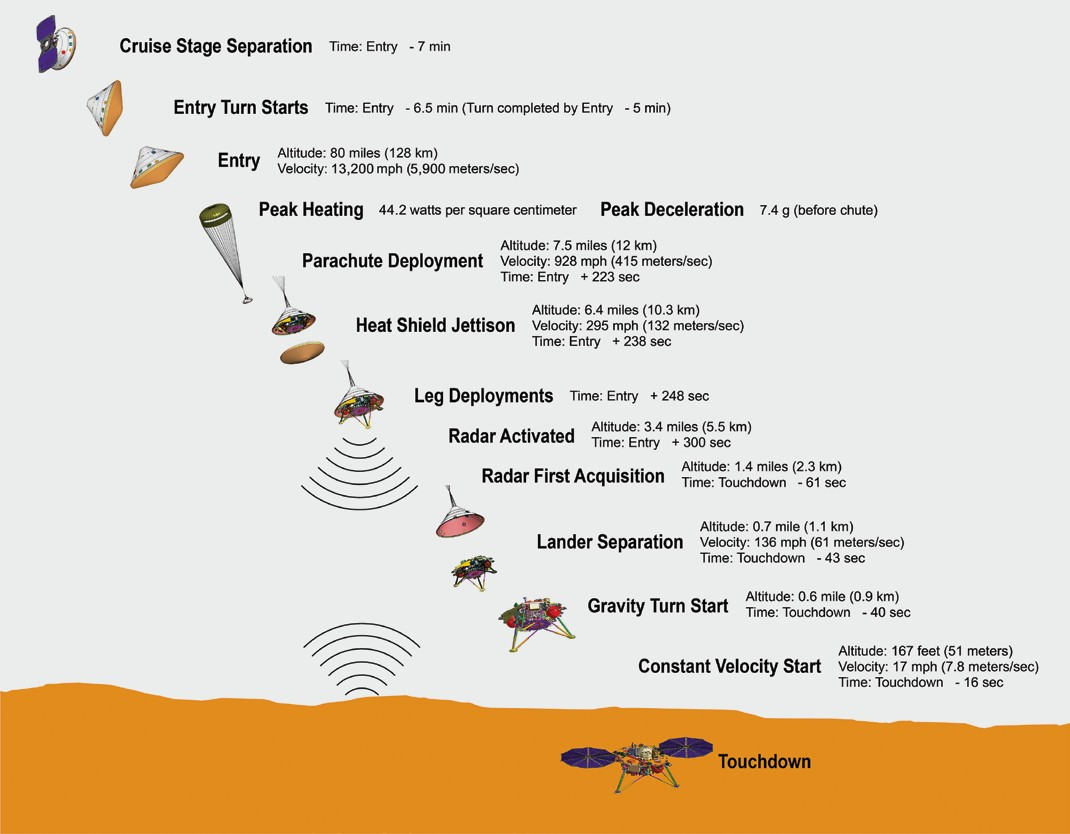 Cruise Stage Separation Time: Entry - 7 min
Entry Turn Starts Time: Entry - 6.5 min (Turn completed by Entry - 5 min)
Entry
Altitude: 80 miles (128 km)
Velocity: 13,200 mph (5,900 meters/sec)
Peak Heating 44.2 watts per square centimeter Peak Deceleration 7.4 g (before chute)
Parachute Deployment
Altitude: 7.5 miles (12 km)
Velocity: 928 mph (415 meters/sec)
Time: Entry + 223 sec
Heat Shield Jettison
Altitude: 6.4 miles (10.3 km)
Velocity: 295 mph (132 meters/sec)
Time: Entry + 238 sec
Leg Deployments Time: Entry + 248 sec
Radar Activated
Altitude: 3.4 miles (5.5 km)
Time: Entry + 300 sec
Radar First Acquisition
Altitude: 1.4 miles (2.3 km)
Time: Touchdown - 61 sec
Lander Separation
Altitude: 0.7 mile (1.1 km)
Velocity: 136 mph (61 meters/sec)
Time: Touchdown - 43 sec
Gravity Turn Start
Altitude: 0.6 mile (0.9 km)
Time: Touchdown - 40 sec
Constant Velocity Start
Altitude: 167 feet (51 meters)
Velocity: 17 mph (7.8 meters/sec)
Time: Touchdown - 16 sec
Touchdown